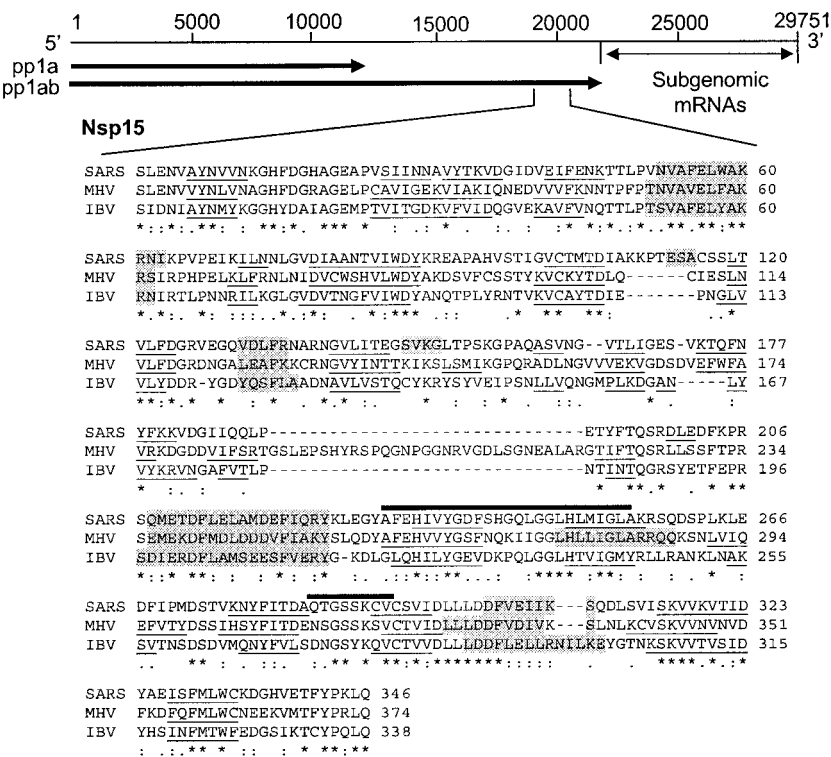 1 5000 10000 15000 20000 25000 29751
5' 3'
pp1a
pp1ab
Subgenomic
mRNAs
Nsp15
SARS SLENVAYNVVNKGHFDGHAGEAPVSIINNAVYTKVDGIDVEIFENKTTLPVNVAFELWAK 60
MHV SLENVVYNLVNAGHFDGRAGELPCAVIGEKVIAKIQNEDVVVFKNNTPFPTNVAVELFAK 60
IBV SIDNIAYNMYKGGHYDAIAGEMPTVITGDKVFVIDQGVEKAVFVNQTTLPTSVAFELYAK 60
SARS RNIKPVPEIKILNNLGVDIAANTVIWDYKREAPAHVSTIGVCTMTDIAKKPTESACSSLT 120
MHV RSIRPHPELKLFRNLNIDVCWSHVLWDYAKDSVFCSSTYKVCKYTDLQ------CIESLN 114
IBV RNIRTLPNNRILKGLGVDVTNGFVIWDYANQTPLYRNTVKVCAYTDIE------PNGLV 113
SARS VLFDGRVEGQVDLFRNARNGVLITEGSVKGLTPSKGPAQASVNG--VTLIGES-VKTQFN 177
MHV VLFDGRDNGALEAFKKCRNGVYINTTKIKSLSMIKGPQRADLNGVVVEKVGDSDVEFWFA 174
IBV VLYDDR-YGDYQSFLAADNAVLVSTQCYKRYSYVEIPSNLLVQNGMPLKDGAN-----LY 167
SARS YFKKVDGIIQQLP--------------------------ETYFTQSRDLEDFKPR 206
MHV VRKDGDDVIFSRTGSLEPSHYRSPQGNPGGNRVGDLSGNEALARGTIFTQSRLLSSFTPR 234
IBV VYKRVNGAFVTLP--------------------------NTINTQGRSYETFEPR 196
SARS SQMETDFLELAMDEFIQRYKLEGYAFEHIVYGDFSHGQLGGLHLMIGLAKRSQDSPLKLE 266
MHV SEMEKDFMDLDDDVFIAKYSLQDYAFEHVVYGSFNQKIIGGLHLLIGLARRQQKSNLVIQ 294
IBV SDIERDFLAMSEESFVERYG-KDLGLQHILYGEVDKPQLGGLHTVIGMYRLLRANKLNAK 255
SARS DFIPMDSTVKNYFITDAQTGSSKCVCSVIDLLLDDFVEIIK---SQDLSVISKVVKVTID 323
MHV EFVTYDSSIHSYFITDENSGSSKSVCTVIDLLLDDFVDIVK---SLNLKCVSKVVNVNVD 351
IBV SVTNSDSDVMQNYFVLSDNGSYKQVCTVVDLLLDDFLELLRNILKEYGTNKSKVVTVSID 315
SARS YAEISFMLWCKDGHVETFYPKLQ 346
MHV FKDFQFMLWCNEEKVMTFYPRLQ 374
IBV YHSINFMTWFEDGSIKTCYPQLQ 338